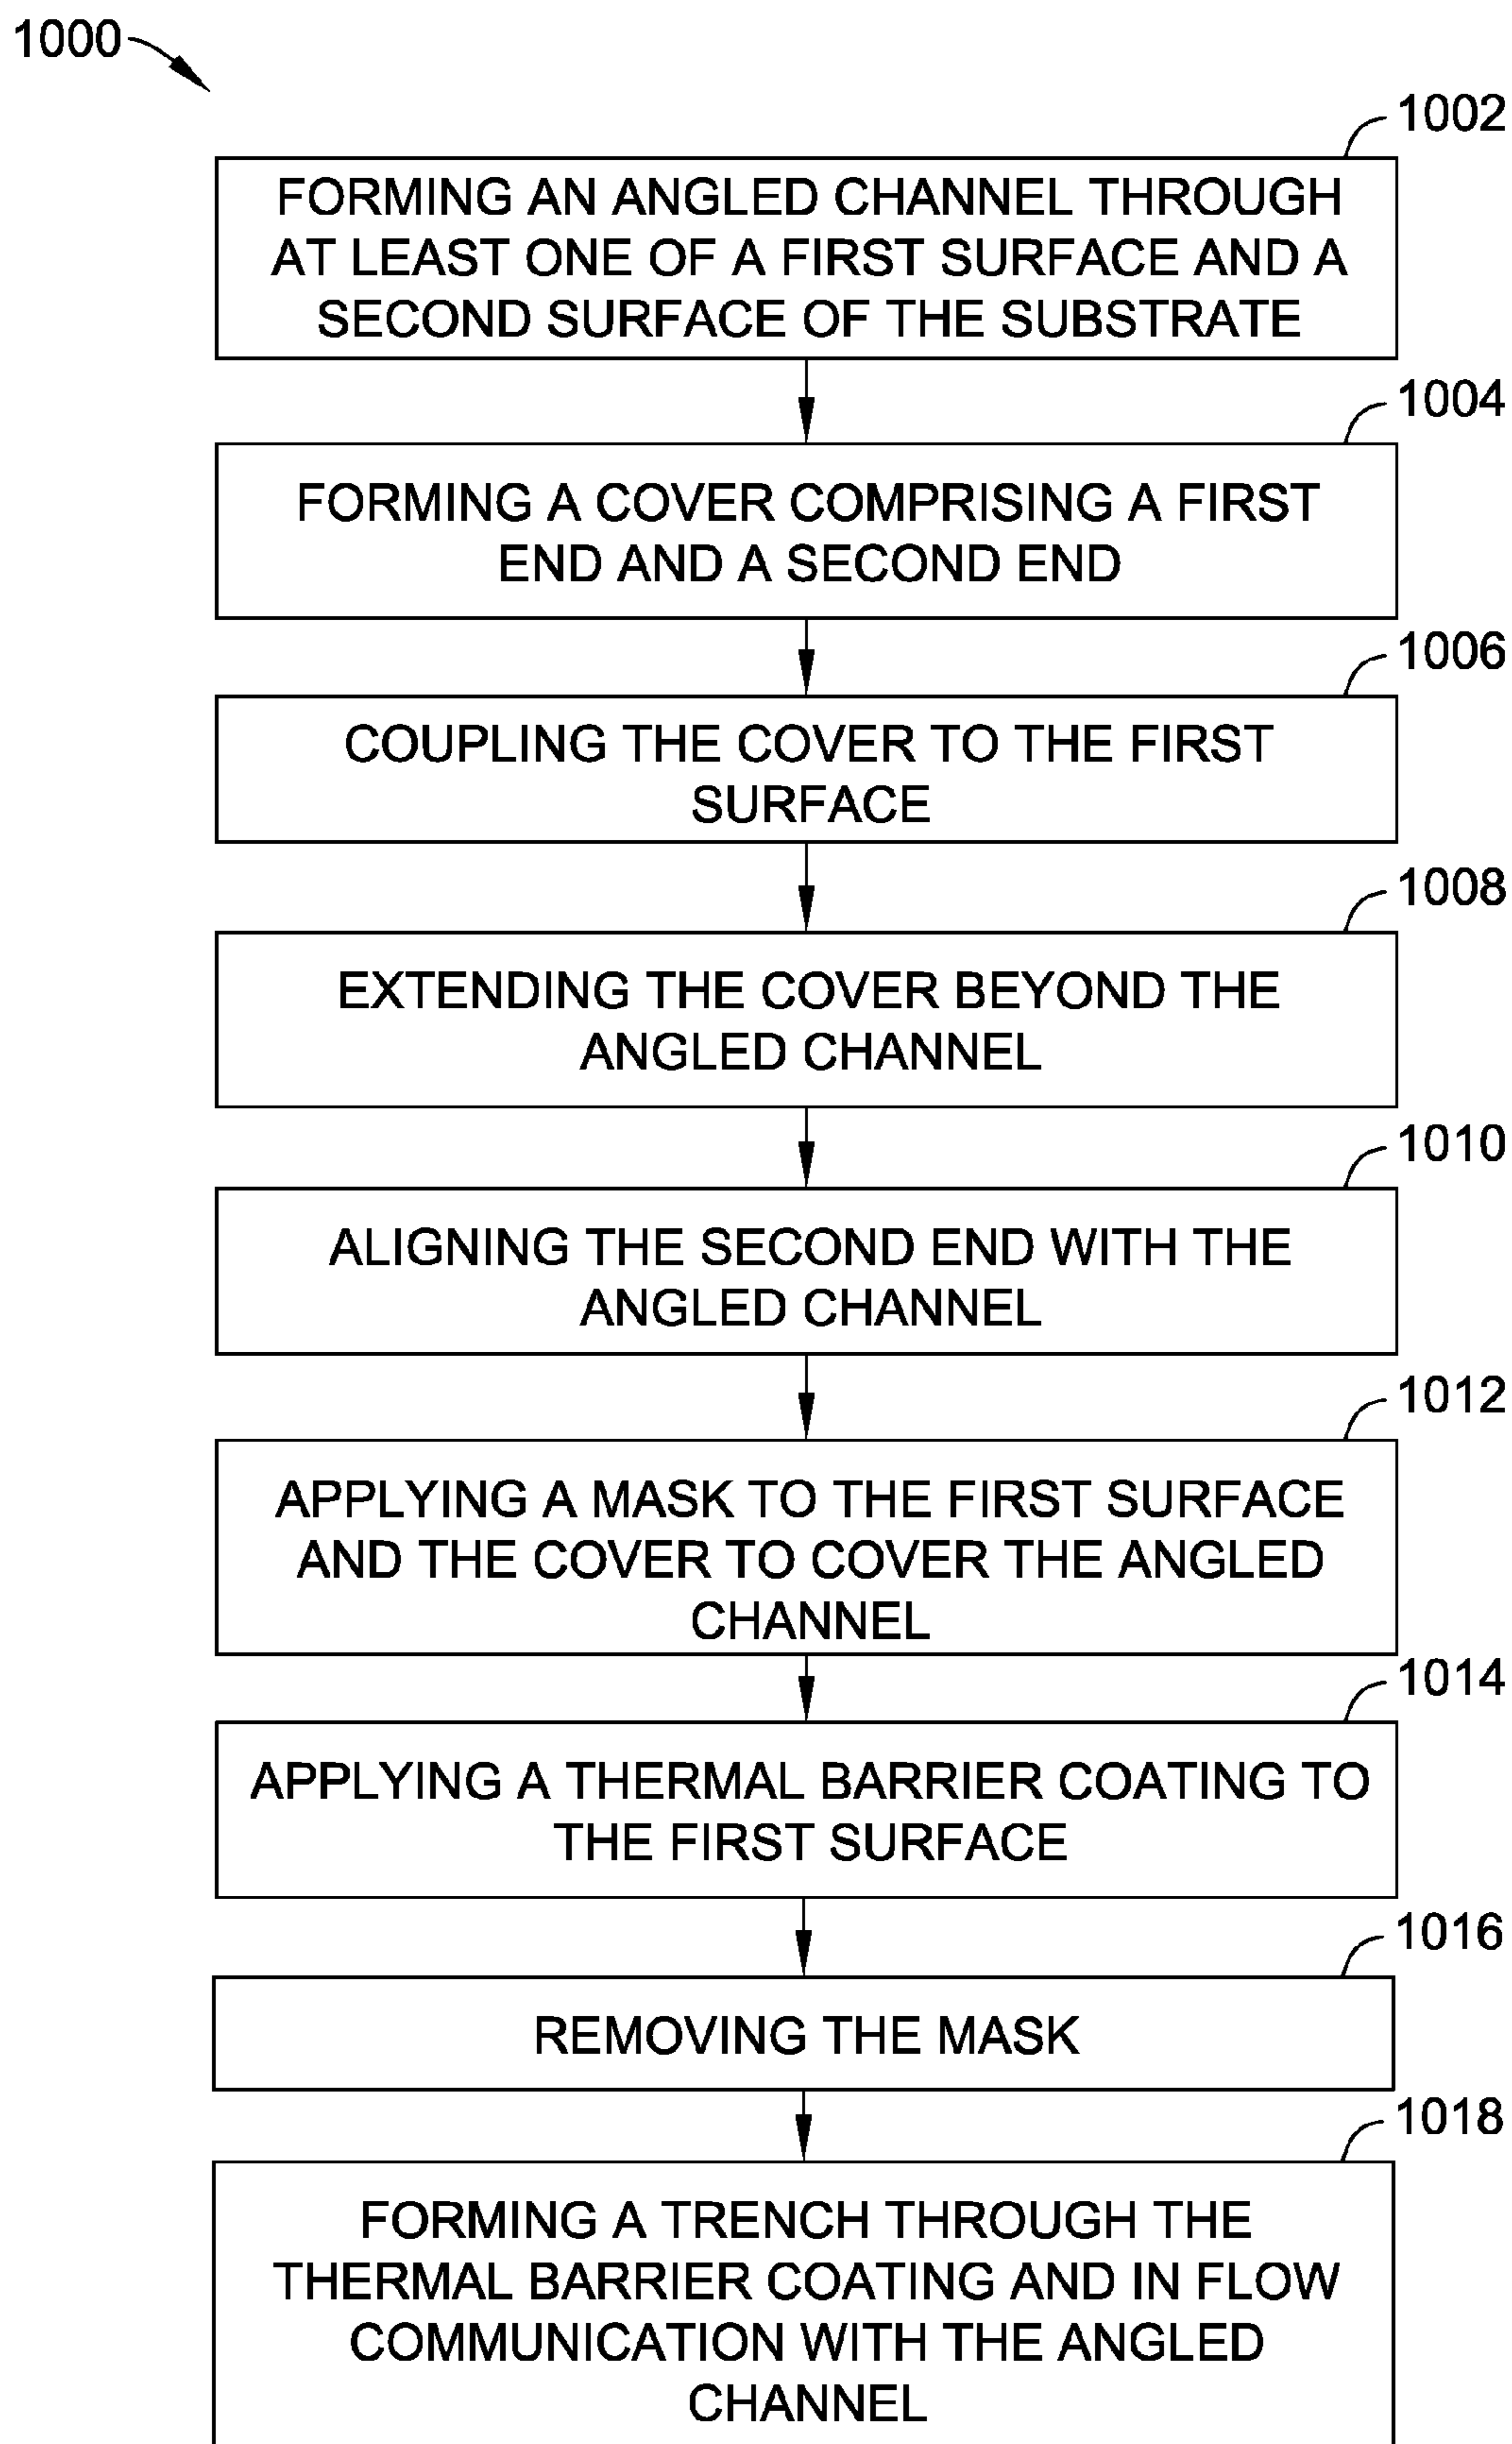 1000
1002
FORMING AN ANGLED CHANNEL THROUGH
AT LEAST ONE OF A FIRST SURFACE AND A
SECOND SURFACE OF THE SUBSTRATE
1004
FORMING A COVER COMPRISING A FIRST
END AND A SECOND END
1006
COUPLING THE COVER TO THE FIRST
SURFACE
1008
EXTENDING THE COVER BEYOND THE
ANGLED CHANNEL
1010
ALIGNING THE SECOND END WITH THE
ANGLED CHANNEL
1012
APPLYING A MASK TO THE FIRST SURFACE
AND THE COVER TO COVER THE ANGLED
CHANNEL
1014
APPLYING A THERMAL BARRIER COATING TO
THE FIRST SURFACE
1016
REMOVING THE MASK
1018
FORMING A TRENCH THROUGH THE
THERMAL BARRIER COATING AND IN FLOW
COMMUNICATION WITH THE ANGLED
CHANNEL